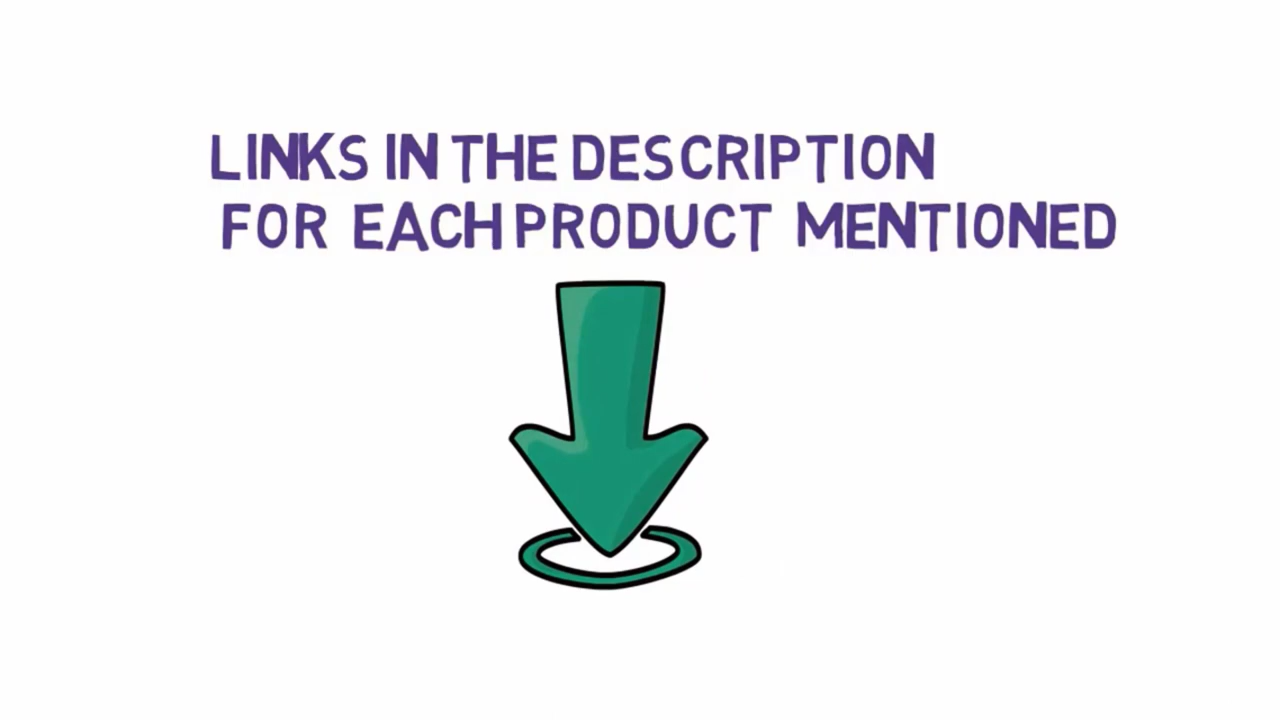 LINKS IN THE DESCRIPTION
FOR EACH PRODUCT MENTIONED